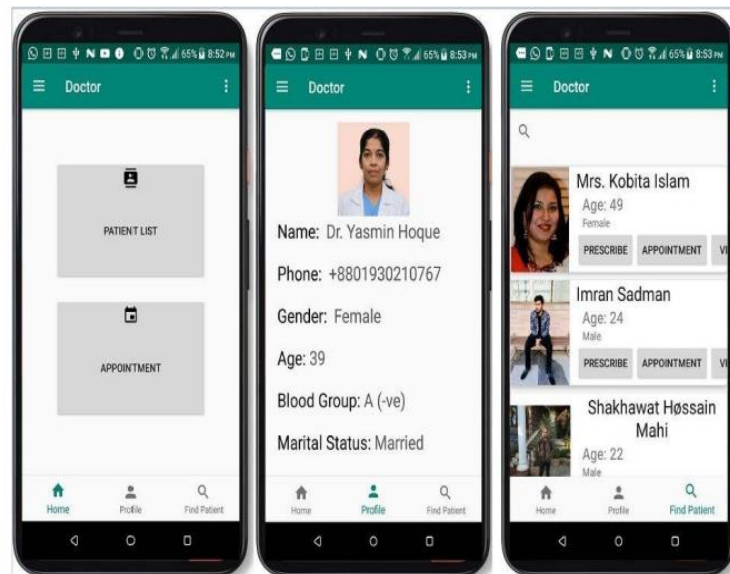 65% 8:52 PM
Doctor
PATIENT LIST
APPOINTMENT
Home Profile Find Patient
65% 8:53 PM
Doctor
Name: Dr. Yasmin Hoque
Phone: +8801930210767
Gender: Female
Age: 39
Blood Group: A (-ve)
Marital Status: Married
Home Profile Find Patient
65% 8:53 PM
Doctor
Mrs. Kobita Islam
Age: 49
Female
PRESCRIBE APPOINTMENT VI
Imran Sadman
Age: 24
Male
PRESCRIBE APPOINTMENT VI
Shakhawat Høssain
Mahi
Age: 22
Male
Home Profile Find Patient